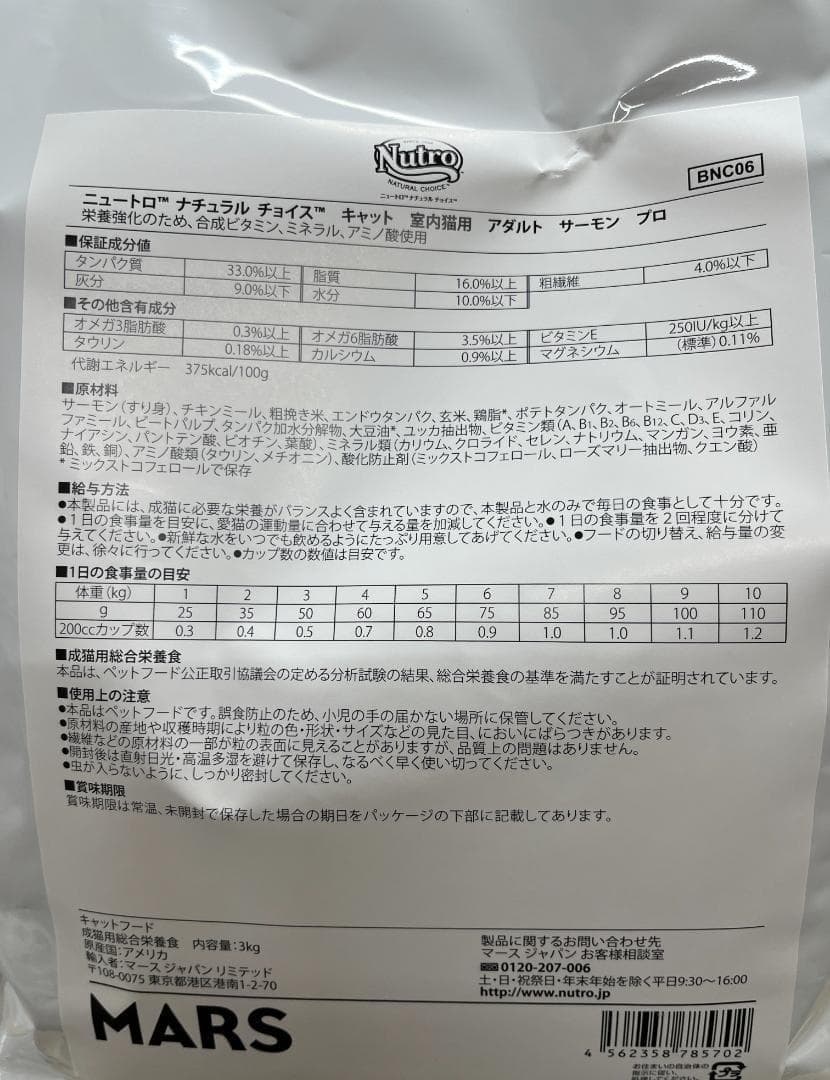 Nutro
NATURAL CHOICE™
ニュートロ™ナチュラル チョイス™
BNC06
ニュートロ™ ナチュラル チョイス™ キャット 室内猫用 アダルト サーモン プロ
栄養強化のため、合成ビタミン、ミネラル、アミノ酸使用
■保証成分値
タンパク質 33.0%以上 脂質 16.0%以上 粗繊維 4.0%以下
灰分 9.0%以下 水分 10.0%以下
■その他含有成分
オメガ3脂肪酸 0.3%以上 オメガ6脂肪酸 3.5%以上 ビタミンE 250IU/kg以上
タウリン 0.18%以上 カルシウム 0.9%以上 マグネシウム (標準)0.11%
代謝エネルギー 375kcal/100g
■原材料
サーモン(すり身)、チキンミール、粗挽き米、エンドウタンパク、玄米、鶏脂*、ポテトタンパク、オートミール、アルファル
ファミール、ビートパルプ、タンパク加水分解物、大豆油*、ユッカ抽出物、ビタミン類(A、B1、B2、B6、B12、C、D3、E、コリン、
ナイアシン、パントテン酸、ビオチン、葉酸)、ミネラル類(カリウム、クロライド、セレン、ナトリウム、マンガン、ヨウ素、亜
鉛、鉄、銅)、アミノ酸類(タウリン、メチオニン)、酸化防止剤(ミックストコフェロール、ローズマリー抽出物、クエン酸)
*ミックストコフェロールで保存
■給与方法
●本製品には、成猫に必要な栄養がバランスよく含まれていますので、本製品と水のみで毎日の食事として十分です。
●1日の食事量を目安に、愛猫の運動量に合わせて与える量を加減してください。●1日の食事量を2回程度に分けて
与えてください。●新鮮な水をいつでも飲めるようにたっぷり用意してあげてください。●フードの切り替え、給与量の変
更は、徐々に行ってください。●カップ数の数値は目安です。
■1日の食事量の目安
体重(kg) 1 2 3 4 5 6 7 8 9 10
g 25 35 50 60 65 75 85 95 100 110
200ccカップ数 0.3 0.4 0.5 0.7 0.8 0.9 1.0 1.0 1.1 1.2
■成猫用総合栄養食
本品は、ペットフード公正取引協議会の定める分析試験の結果、総合栄養食の基準を満たすことが証明されています。
■使用上の注意
●本品はペットフードです。誤食防止のため、小児の手の届かない場所に保管してください。
●原材料の産地や収穫時期により粒の色・形状・サイズなどの見た目、においにばらつきがあります。
●繊維などの原材料の一部が粒の表面に見えることがありますが、品質上の問題はありません。
●開封後は直射日光・高温多湿を避けて保存し、なるべく早く使い切ってください。
●虫が入らないように、しっかり密封してください。
■賞味期限
賞味期限は常温、未開封で保存した場合の期日をパッケージの下部に記載してあります。
キャットフード
成猫用総合栄養食 内容量:3kg
原産国:アメリカ
輸入者:マース ジャパン リミテッド
〒108-0075 東京都港区港南1-2-70
製品に関するお問い合わせ先
マース ジャパン お客様相談室
0120-207-006
土・日・祝祭日・年末年始を除く平日9:30〜16:00
http://www.nutro.jp
MARS
4 562358 785702
お住まいの自治体の
指示に従い、
プラ